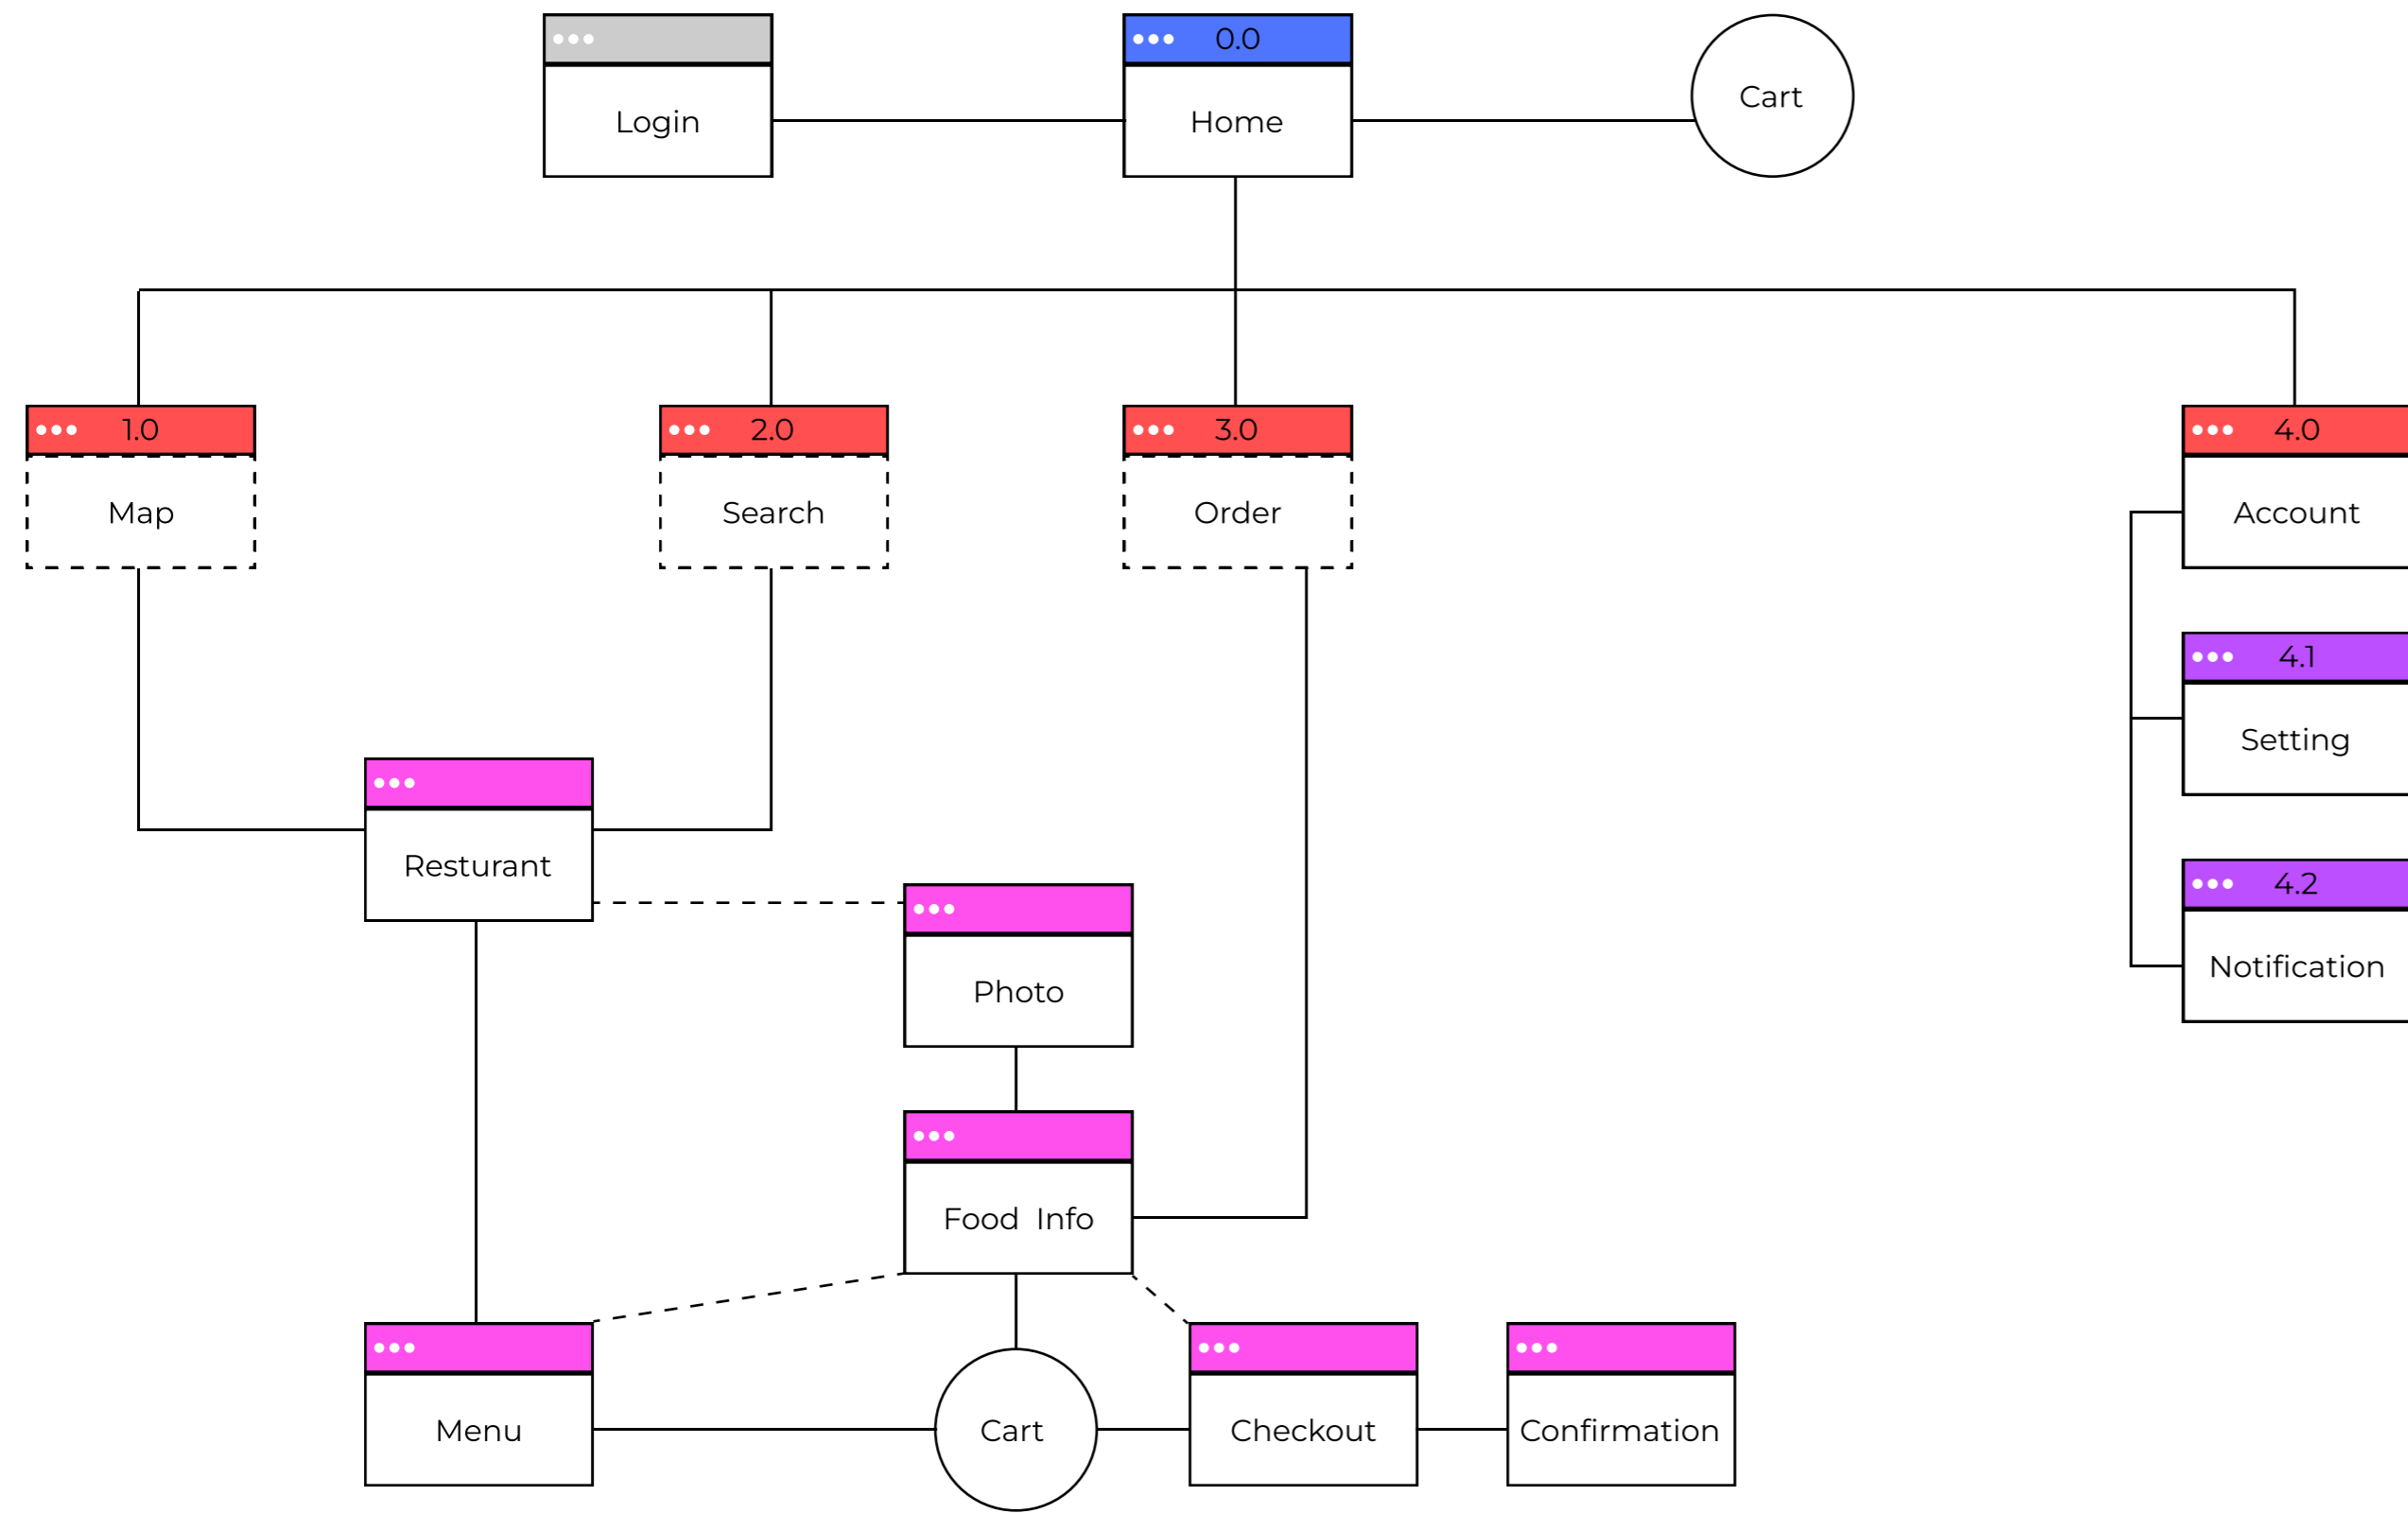 0.0
Login
Home
Cart
1.0
2.0
3.0
4.0
Map
Search
Order
Account
4.1
Setting
Resturant
4.2
Notification
Photo
Food Info
Menu
Cart
Checkout
Confirmation